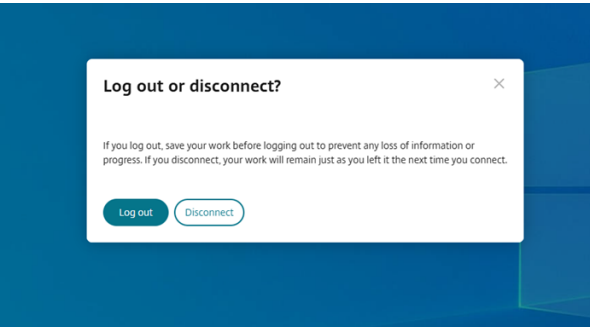 Log out or disconnect?
If you log out, save your work before logging out to prevent any loss of information or
progress. If you disconnect, your work will remain just as you left it the next time you connect.
Log out
Disconnect